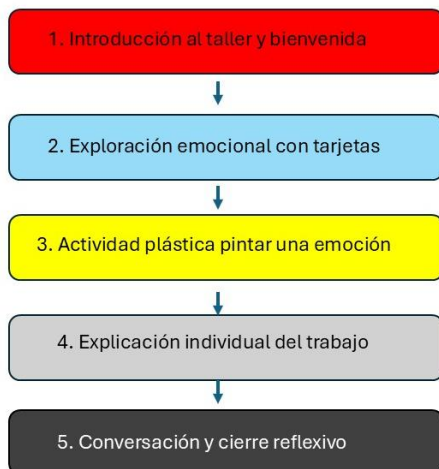 1. Introducción al taller y bienvenida
2. Exploración emocional con tarjetas
3. Actividad plástica pintar una emoción
4. Explicación individual del trabajo
5. Conversación y cierre reflexivo